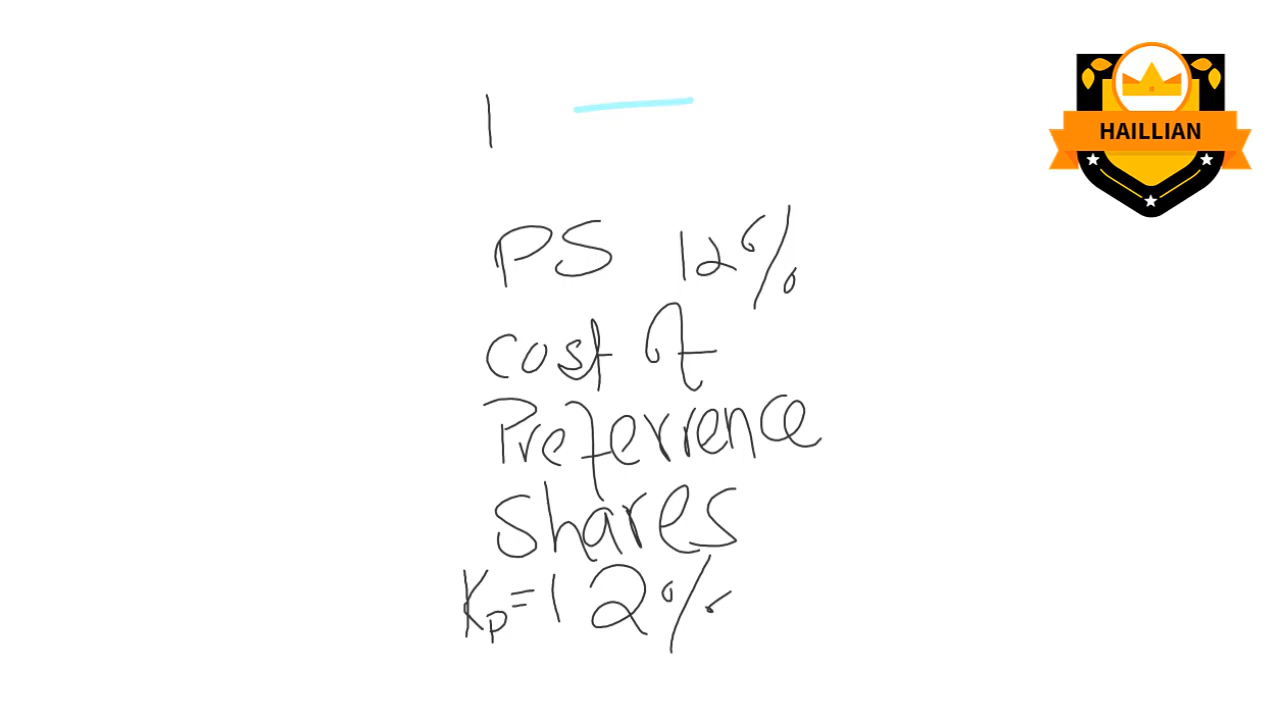 HAILLIAN
1
PS 12%
cost of
Preferrence
shares
Kp=12%